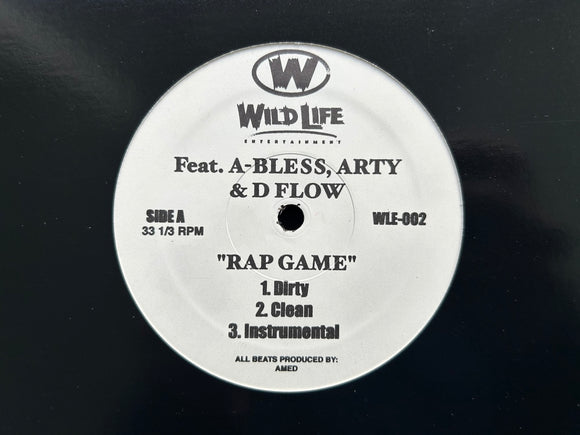 W
WILD LIFE
ENTERTAINMENT
Feat. A-BLESS, ARTY
& D FLOW
SIDE A
33 1/3 RPM
WLE-002
"RAP GAME"
1. Dirty
2. Clean
3. Instrumental
ALL BEATS PRODUCED BY:
AMED